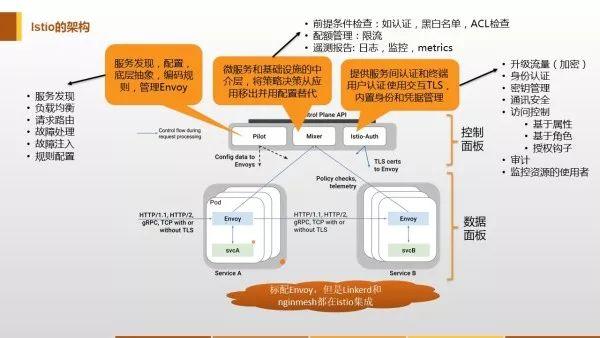 Istio的架构
前提条件检查：如认证，黑白名单，ACL检查
配额管理：限流
遥测报告: 日志，监控，metrics
服务发现，配置，
底层抽象，编码规
则，管理Envoy
微服务和基础设施的中
介层，将策略决策从应
用移出并用配置替代
提供服务间认证和终端
用户认证使用交互TLS，
内置身份和凭据管理
服务发现
负载均衡
请求路由
故障处理
故障注入
规则配置
升级流量（加密）
身份认证
密钥管理
通讯安全
访问控制
基于属性
基于角色
授权钩子
审计
监控资源的使用者
Control flow during
request processing
ntrol Plane API
Pilot
Mixer
Istio-Auth
控制
面板
Config data to
Envoys
TLS certs
to Envoy
Policy checks,
telemetry
Pod
HTTP/1.1, HTTP/2,
gRPC, TCP with or
without TLS
Envoy
svcA
Service A
HTTP/1.1, HTTP/2,
gRPC, TCP with or
without TLS
Envoy
svcB
Service B
数据
面板
标配Envoy，但是Linkerd和
nginmesh都在istio集成